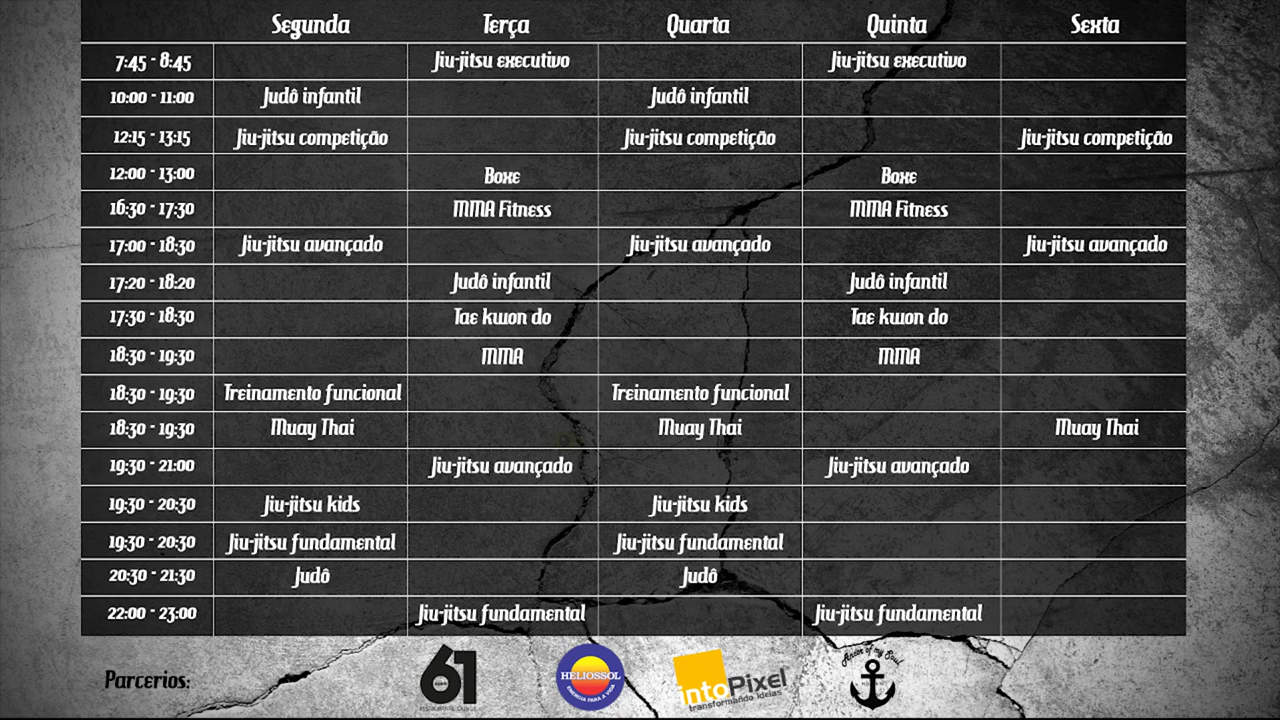 Segunda Terça Quarta Quinta Sexta
7:45 - 8:45 Jiu-jitsu executivo Jiu-jitsu executivo
10:00 - 11:00 Judô infantil Judô infantil
12:15 - 13:15 Jiu-jitsu competição Jiu-jitsu competição Jiu-jitsu competição
12:00 - 13:00 Boxe Boxe
16:30 - 17:30 MMA Fitness MMA Fitness
17:00 - 18:30 Jiu-jitsu avançado Jiu-jitsu avançado Jiu-jitsu avançado
17:20 - 18:20 Judô infantil Judô infantil
17:30 - 18:30 Tae kwon do Tae kwon do
18:30 - 19:30 MMA MMA
18:30 - 19:30 Treinamento funcional Treinamento funcional
18:30 - 19:30 Muay Thai Muay Thai Muay Thai
19:30 - 21:00 Jiu-jitsu avançado Jiu-jitsu avançado
19:30 - 20:30 Jiu-jitsu kids Jiu-jitsu kids
19:30 - 20:30 Jiu-jitsu fundamental Jiu-jitsu fundamental
20:30 - 21:30 Judô Judô
22:00 - 23:00 Jiu-jitsu fundamental Jiu-jitsu fundamental
Parcerios:
61
HELIOSSOL
ENERGIA PARA A VIDA
intoPixel
transformando ideias
of my Soul